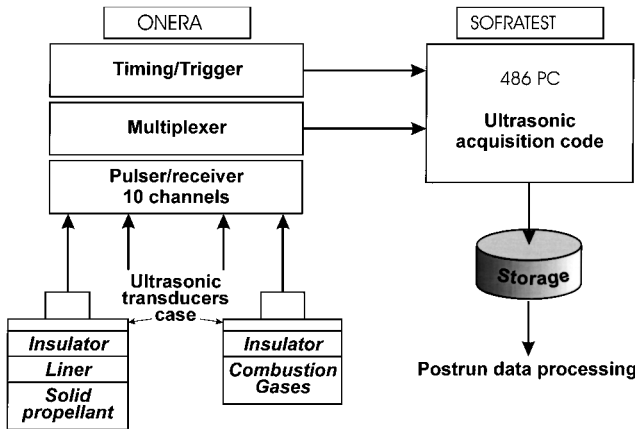 ONERA
SOFRATEST
Timing/Trigger
Multiplexer
Pulser/receiver
10 channels
486 PC
Ultrasonic
acquisition code
Ultrasonic
transducers
case
Insulator
Liner
Solid
propellant
Insulator
Combustion
Gases
Storage
Postrun data processing